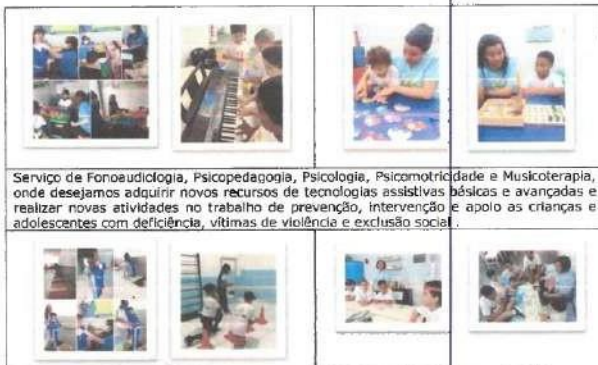 Serviço de Fonoaudiologia, Psicopedagogia, Psicologia, Psicomotricidade e Musicoterapia,
onde desejamos adquirir novos recursos de tecnologias assistivas básicas e avançadas e
realizar novas atividades no trabalho de prevenção, intervenção e apoio as crianças e
adolescentes com deficiência, vítimas de violência e exclusão social .